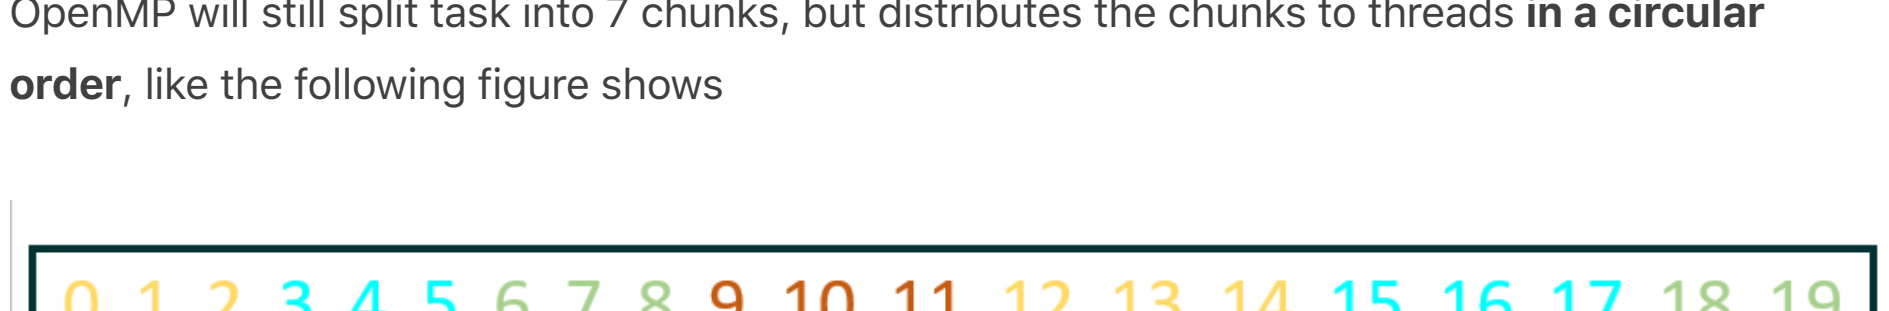 OpenMP will still split task into 7 chunks, but distributes the chunks to threads in a circular
order, like the following figure shows
0 1 2 3 4 5 6 7 8 9 10 11 12 13 14 15 16 17 18 19